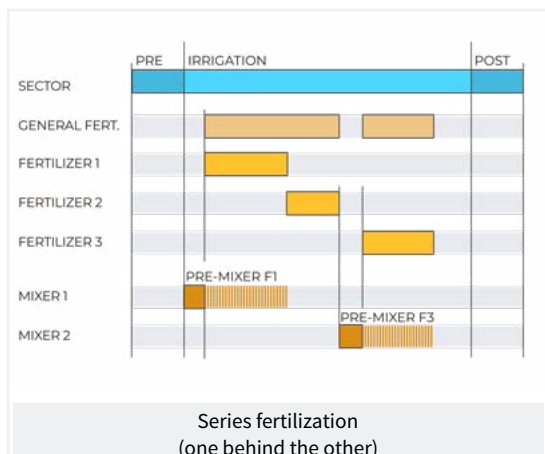 PRE IRRIGATION POST
SECTOR
GENERAL FERT.
FERTILIZER 1
FERTILIZER 2
FERTILIZER 3
PRE-MIXER F1
MIXER 1
PRE-MIXER F3
MIXER 2
Series fertilization
(one behind the other)